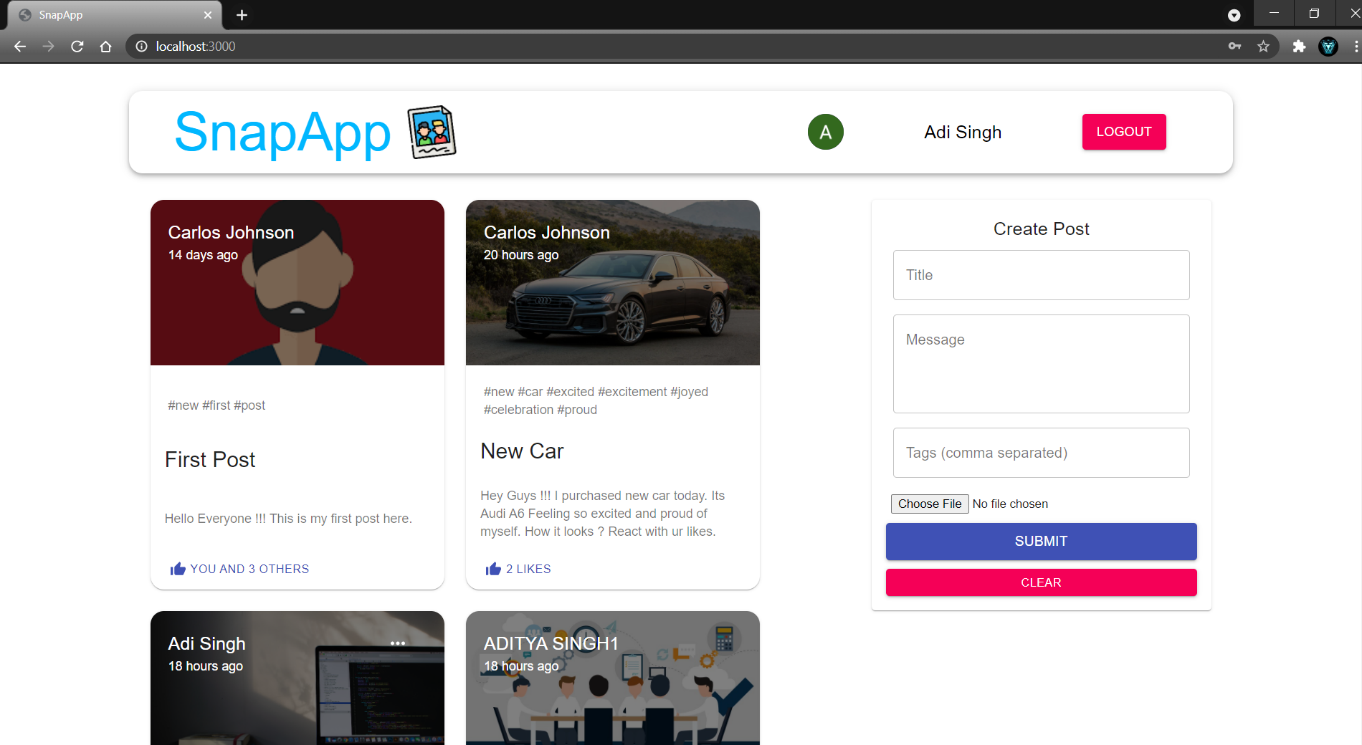 SnapApp
localhost:3000
SnapApp
A
Adi Singh
LOGOUT
Carlos Johnson
14 days ago
#new #first #post
First Post
Hello Everyone !!! This is my first post here.
YOU AND 3 OTHERS
Carlos Johnson
20 hours ago
#new #car #excited #excitement #joyed
#celebration #proud
New Car
Hey Guys !!! I purchased new car today. Its
Audi A6 Feeling so excited and proud of
myself. How it looks ? React with ur likes.
2 LIKES
Adi Singh
18 hours ago
ADITYA SINGH1
18 hours ago
Create Post
Title
Message
Tags (comma separated)
Choose File No file chosen
SUBMIT
CLEAR